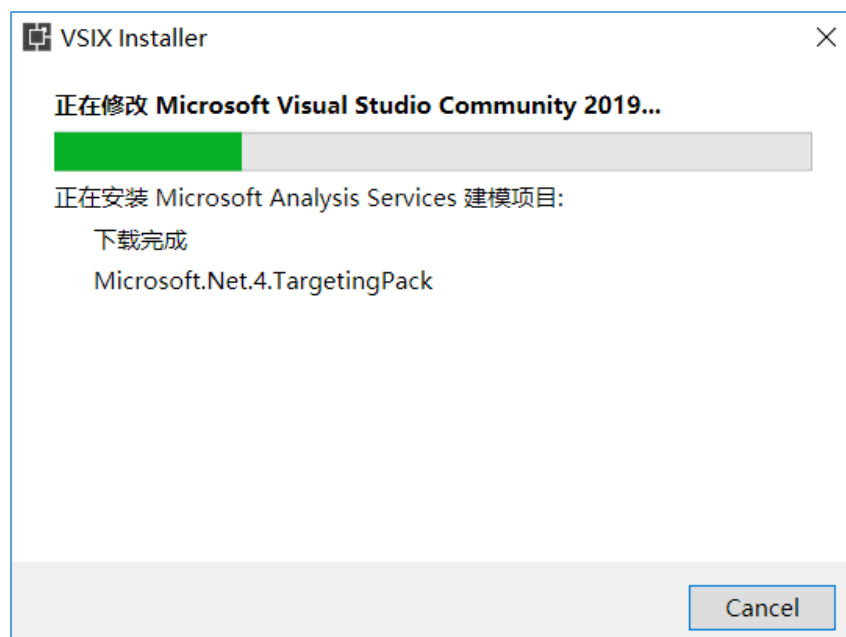 VSIX Installer
正在修改 Microsoft Visual Studio Community 2019...
正在安装 Microsoft Analysis Services 建模项目:
下载完成
Microsoft.Net.4.TargetingPack
Cancel